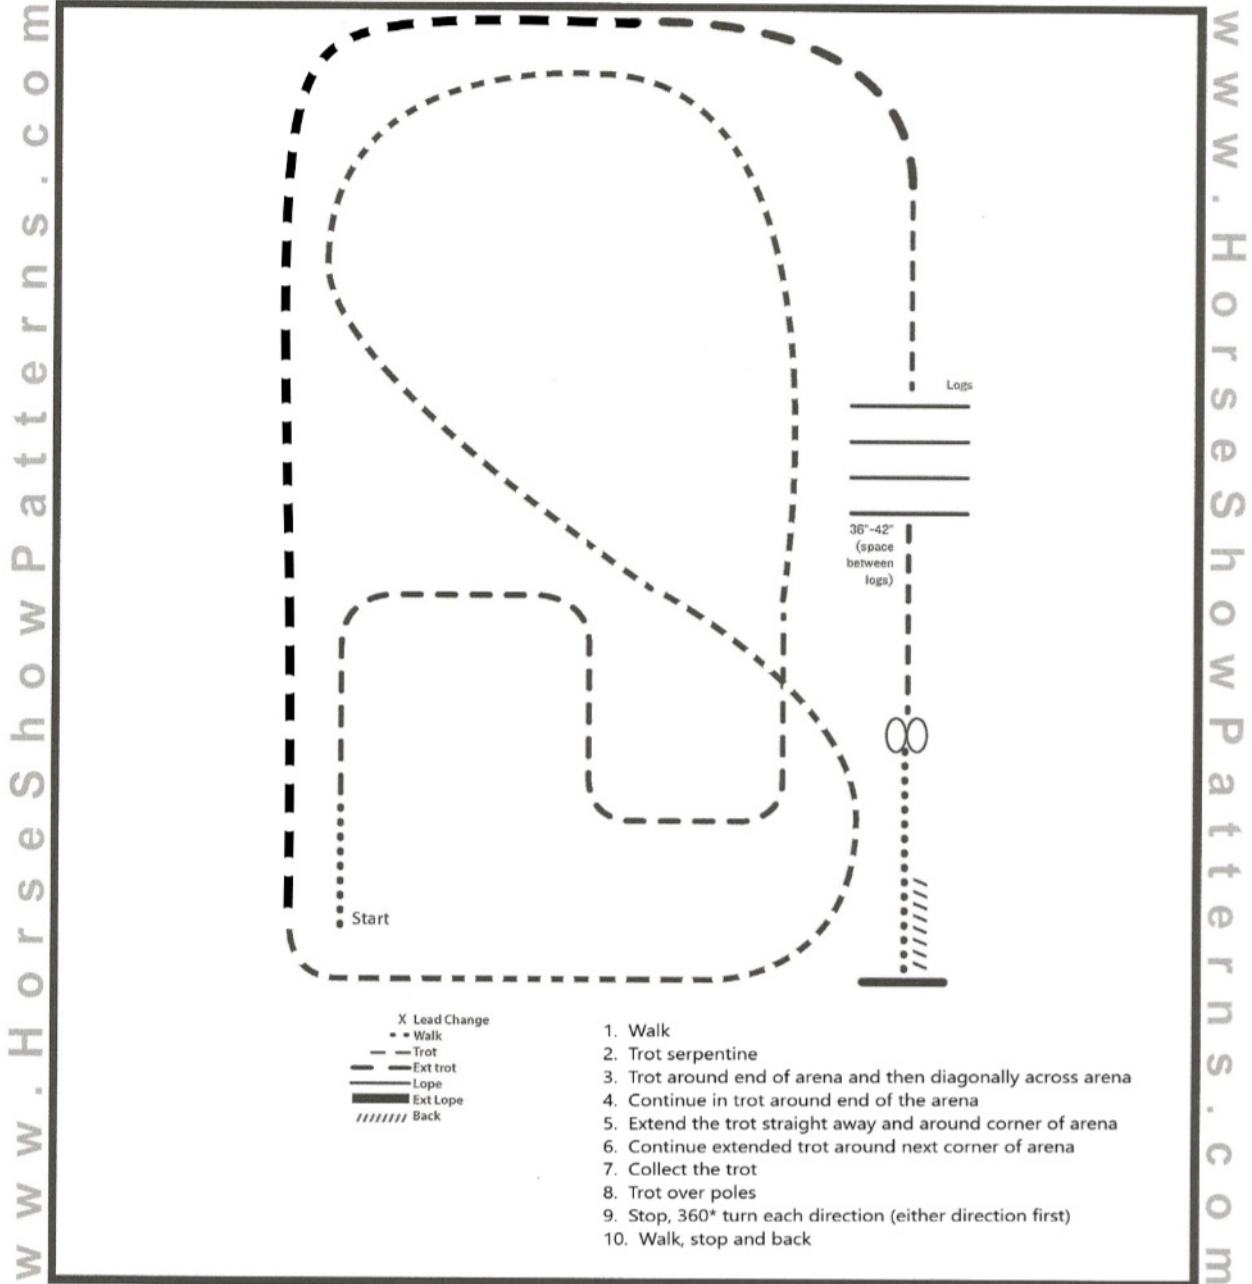 www.HorseShowPatterns.com
www.HorseShowPatterns.com
Logs
36"-42"
(space
between
logs)
Start
X Lead Change
Walk
Trot
Ext trot
Lope
Ext Lope
Back
1. Walk
2. Trot serpentine
3. Trot around end of arena and then diagonally across arena
4. Continue in trot around end of the arena
5. Extend the trot straight away and around corner of arena
6. Continue extended trot around next corner of arena
7. Collect the trot
8. Trot over poles
9. Stop, 360* turn each direction (either direction first)
10. Walk, stop and back